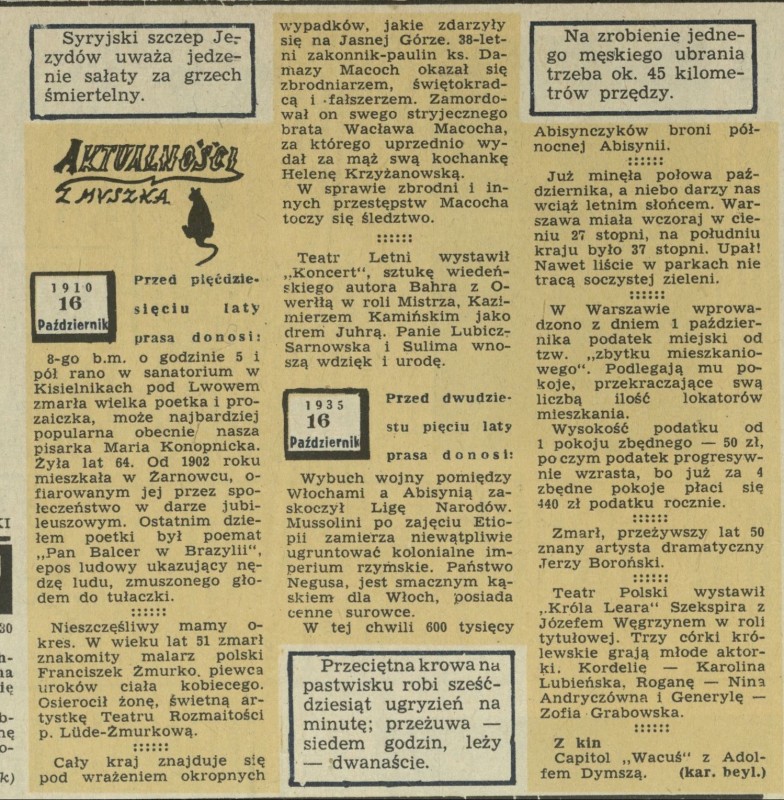 Syryjski szczep Je-
zydów uważa jedze-
nie sałaty za grzech
śmiertelny.
AKTUALNOŚCI
Z MYSZKĄ
1910
16
Październik
Przed pięćdzie-
sięciu laty
prasa donosi:
8-go b.m. o godzinie 5 i
pół rano w sanatorium w
Kisielnikach pod Lwowem
zmarła wielka poetka i pro-
zaiczka, może najbardziej
popularna obecnie nasza
pisarka Maria Konopnicka.
Żyła lat 64. Od 1902 roku
mieszkała w Żarnowcu, o-
fiarowanym jej przez spo-
łeczeństwo w darze jubi-
leuszowym. Ostatnim dzie-
łem poetki był poemat
„Pan Balcer w Brazylii“,
epos ludowy ukazujący nę-
dzę ludu, zmuszonego gło-
dem do tułaczki.
::::::
Nieszczęśliwy mamy o-
kres. W wieku lat 51 zmarł
znakomity malarz polski
Franciszek Żmurko, piewca
uroków ciała kobiecego.
Osierocił żonę, świetną ar-
tystkę Teatru Rozmaitości
p. Lüde-Żmurkową.
::::::
Cały kraj znajduje się
pod wrażeniem okropnych
wypadków, jakie zdarzyły
się na Jasnej Górze. 38-let-
ni zakonnik-paulin ks. Da-
mazy Macoch okazał się
zbrodniarzem, świętokrad-
cą i fałszerzem. Zamordo-
wał on swego stryjecznego
brata Wacława Macocha,
za którego uprzednio wy-
dał za mąż swą kochankę
Helenę Krzyżanowską.
W sprawie zbrodni i in-
nych przestępstw Macocha
toczy się śledztwo.
::::::
Teatr Letni wystawił
„Koncert“, sztukę wiedeń-
skiego autora Bahra z O-
werłłą w roli Mistrza, Kazi-
mierzem Kamińskim jako
drem Juhrą. Panie Lubicz-
Sarnowska i Sulima wno-
szą wdzięk i urodę.
1935
16
Październik
Przed dwudzie-
stu pięciu laty
prasa donosi:
Wybuch wojny pomiędzy
Włochami a Abisynią za-
skoczył Ligę Narodów.
Mussolini po zajęciu Etio-
pii zamierza niewątpliwie
ugruntować kolonialne im-
perium rzymskie. Państwo
Negusa, jest smacznym ką-
skiem dla Włoch, posiada
cenne surowce.
W tej chwili 600 tysięcy
Przeciętna krowa na
pastwisku robi sześć-
dziesiąt ugryzień na
minutę; przeżuwa —
siedem godzin, leży
— dwanaście.
Na zrobienie jedne-
go męskiego ubrania
trzeba ok. 45 kilome-
trów przędzy.
Abisynczyków broni pół-
nocnej Abisynii.
::::::
Już minęła połowa paź-
dziernika, a niebo darzy nas
wciąż letnim słońcem. War-
szawa miała wczoraj w cie-
niu 27 stopni, na południu
kraju było 37 stopni. Upał!
Nawet liście w parkach nie
tracą soczystej zieleni.
::::::
W Warszawie wprowa-
dzono z dniem 1 paździer-
nika podatek miejski od
tzw. „zbytku mieszkanio-
wego“. Podlegają mu po-
koje, przekraczające swą
liczbą ilość lokatorów
mieszkania.
Wysokość podatku od
1 pokoju zbędnego — 50 zł,
po czym podatek progresyw-
nie wzrasta, bo już za 4
zbędne pokoje płaci się
440 zł podatku rocznie.
::::::
Zmarł, przeżywszy lat 50
znany artysta dramatyczny
Jerzy Boroński.
::::::
Teatr Polski wystawił
„Króla Leara“ Szekspira z
Józefem Węgrzynem w roli
tytułowej. Trzy córki kró-
lewskie grają młode aktor-
ki. Kordelię — Karolina
Lubieńska, Roganę — Nina
Andryczówna i Generylę —
Zofia Grabowska.
::::::
Z kin
Capitol „Wacuś“ z Adol-
fem Dymszą. (kar. beyl.)